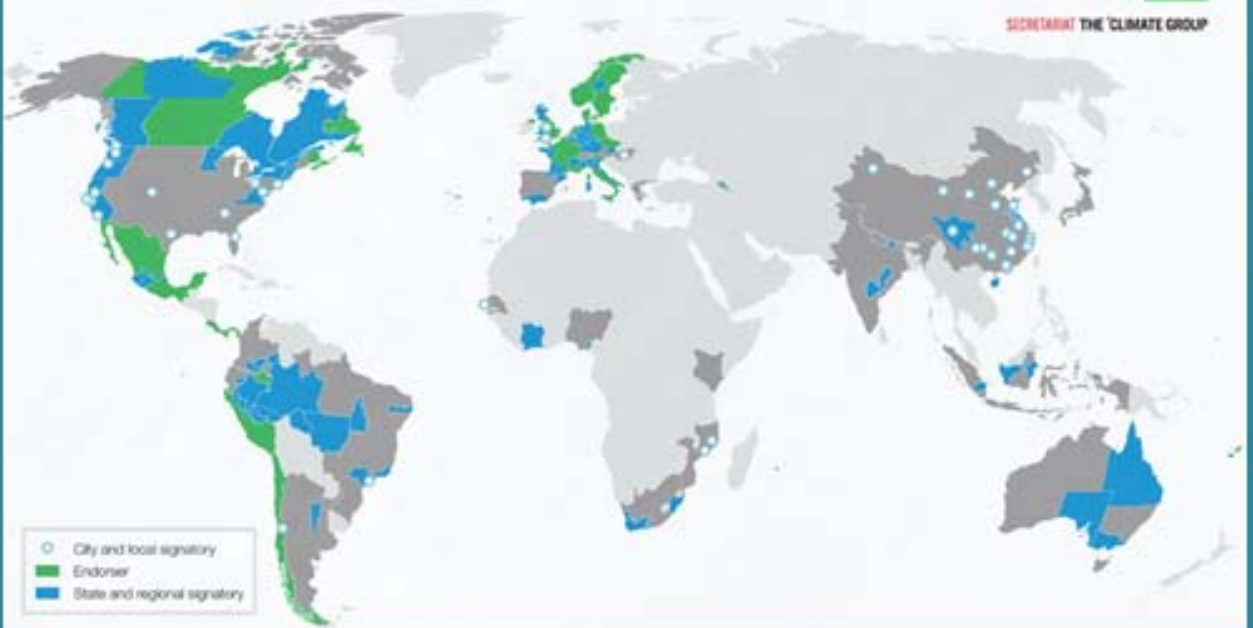 SECRETARIAT THE °CLIMATE GROUP
City and local signatory
Endorser
State and regional signatory